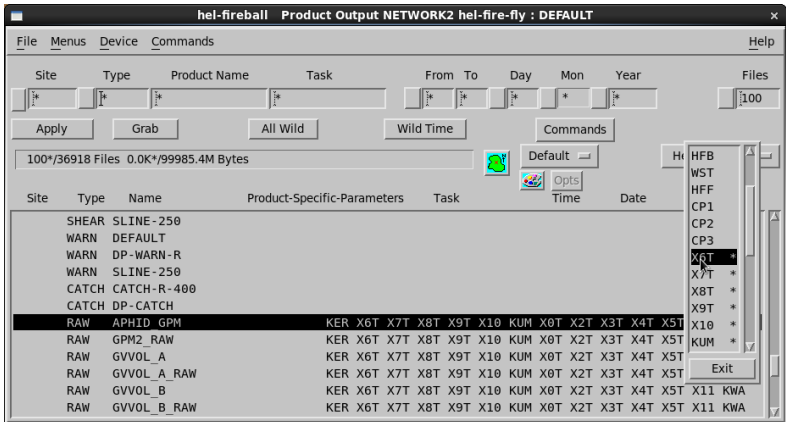 hel-fireball Product Output NETWORK2 hel-fire-fly : DEFAULT
File Menus Device Commands Help
Site Type Product Name Task From To Day Mon Year Files
* * * * * * * * * 100
Apply Grab All Wild Wild Time Commands
100*/36918 Files 0.0K*/99985.4M Bytes
Default
Opts
Site Type Name Product-Specific-Parameters Task Time Date
SHEAR SLINE-250
WARN DEFAULT
WARN DP-WARN-R
WARN SLINE-250
CATCH CATCH-R-400
CATCH DP-CATCH
RAW APHID_GPM KER X6T X7T X8T X9T X10 KUM X0T X2T X3T X4T X5T
RAW GPM2_RAW KER X6T X7T X8T X9T X10 KUM X0T X2T X3T X4T X5T
RAW GVVOL_A KER X6T X7T X8T X9T X10 KUM X0T X2T X3T X4T X5T
RAW GVVOL_A_RAW KER X6T X7T X8T X9T X10 KUM X0T X2T X3T X4T X5T
RAW GVVOL_B KER X6T X7T X8T X9T X10 KUM X0T X2T X3T X4T X5T X11 KWA
RAW GVVOL_B_RAW KER X6T X7T X8T X9T X10 KUM X0T X2T X3T X4T X5T X11 KWA
HFB
WST
HFF
CP1
CP2
CP3
X6T *
X7T *
X8T *
X9T *
X10 *
KUM *
Exit